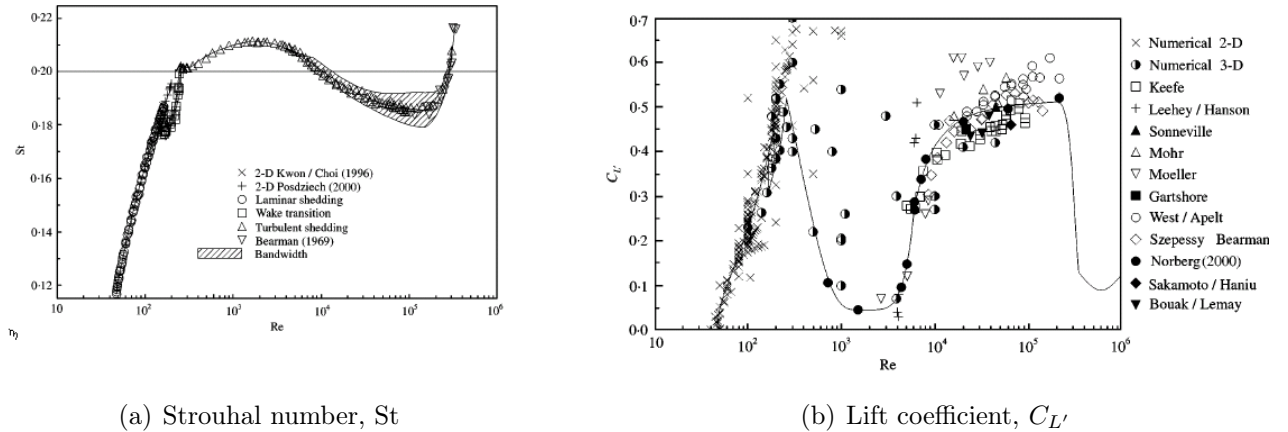 0·22
0·20
0·18
0·16
0·14
0·12
St
10
10²
10³
10⁴
10⁵
10⁶
Re
η
× 2-D Kwon / Choi (1996)
+ 2-D Posdziech (2000)
Laminar shedding
Wake transition
Turbulent shedding
Bearman (1969)
Bandwidth
(a) Strouhal number, St
0·7
0·6
0·5
0·4
0·3
0·2
0·1
0·0
C_L'
10
10²
10³
10⁴
10⁵
10⁶
Re
× Numerical 2-D
Numerical 3-D
Keefe
+ Leehey / Hanson
Sonneville
Mohr
Moeller
Gartshore
West / Apelt
Szepessy Bearman
Norberg (2000)
Sakamoto / Haniu
Bouak / Lemay
(b) Lift coefficient, C_L'